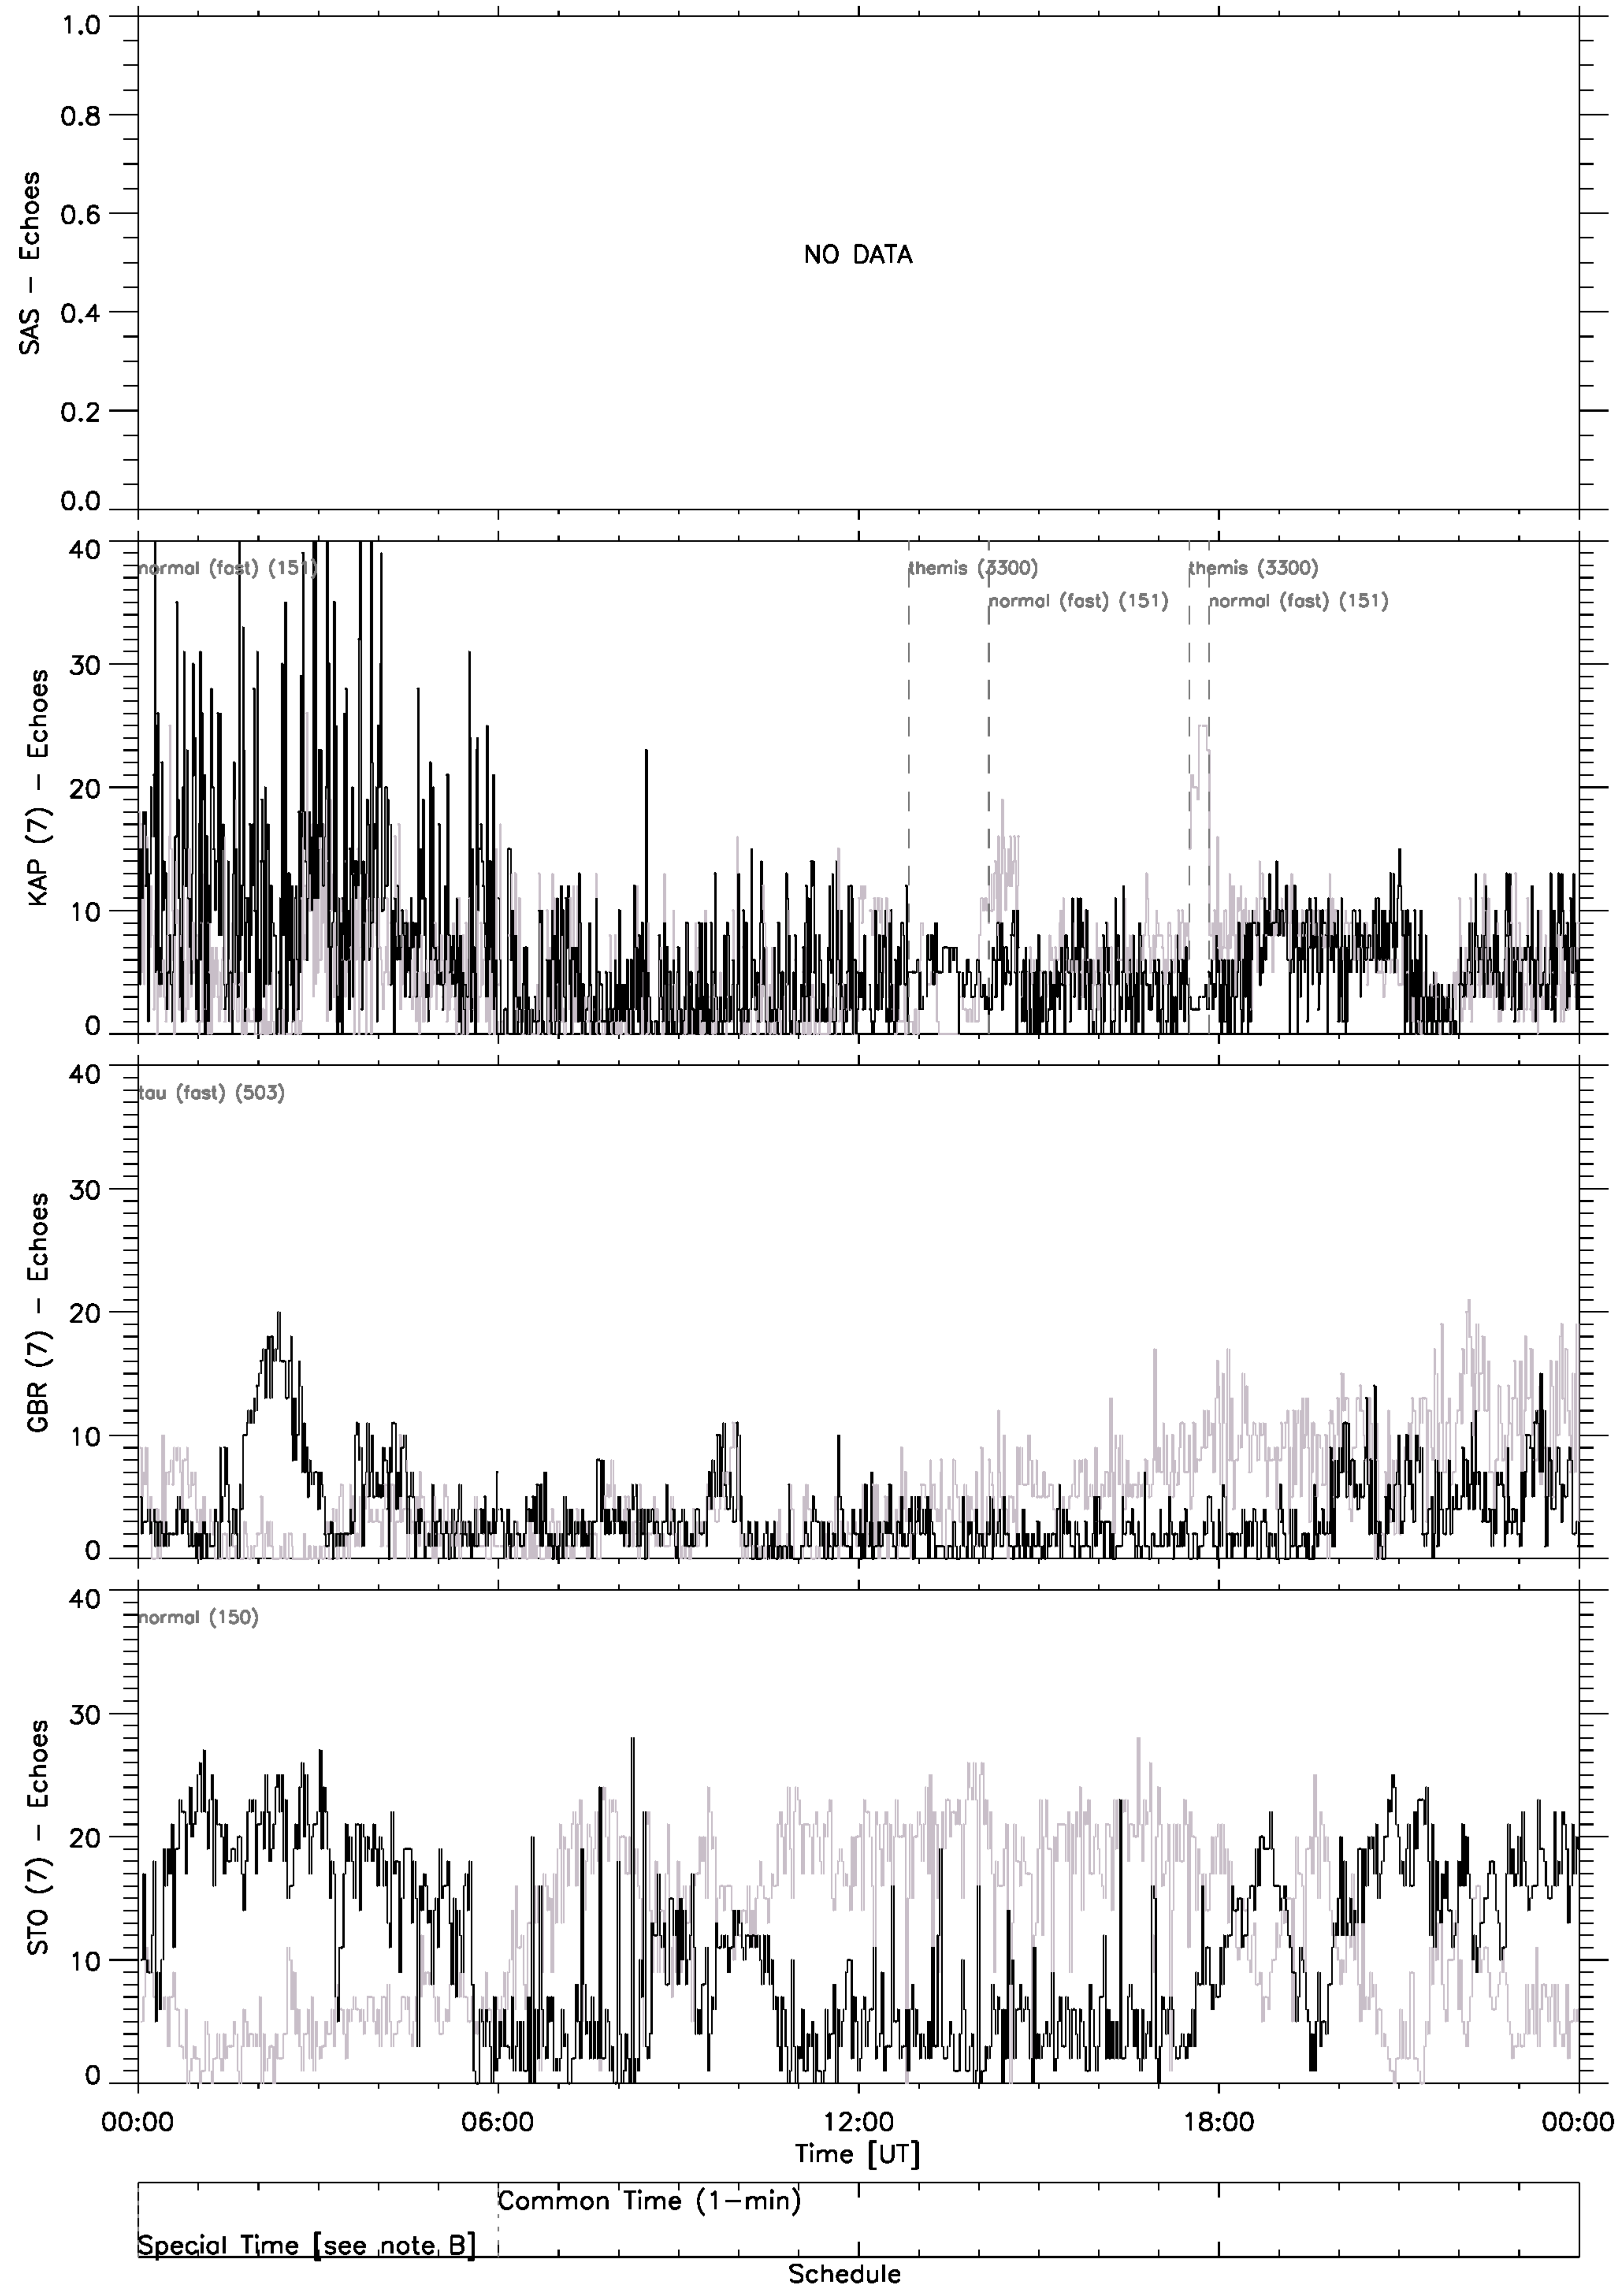 1.0
0.8
0.6
0.4
0.2
0.0
SAS – Echoes
NO DATA
40
30
20
10
0
KAP (7) – Echoes
normal (fast) (151)
themis (3300)
normal (fast) (151)
themis (3300)
normal (fast) (151)
40
30
20
10
0
GBR (7) – Echoes
tau (fast) (503)
40
30
20
10
0
STO (7) – Echoes
normal (150)
00:00 06:00 12:00 18:00 00:00
Time [UT]
Common Time (1-min)
Special Time [see note B]
Schedule